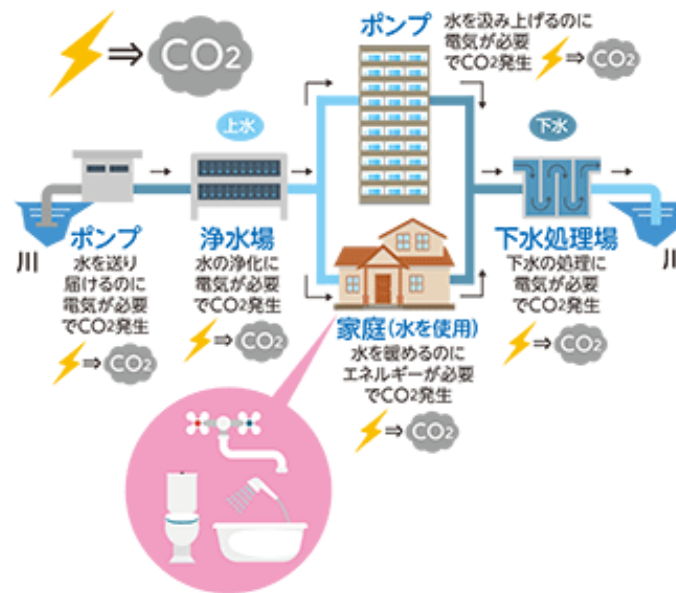 ⇒ CO2
ポンプ
水を汲み上げるのに
電気が必要
でCO2発生 ⇒ CO2
上水
下水
川
ポンプ
水を送り
届けるのに
電気が必要
でCO2発生
⇒ CO2
浄水場
水の浄化に
電気が必要
でCO2発生
⇒ CO2
家庭(水を使用)
水を暖めるのに
エネルギーが必要
でCO2発生
⇒ CO2
下水処理場
下水の処理に
電気が必要
でCO2発生
⇒ CO2
川